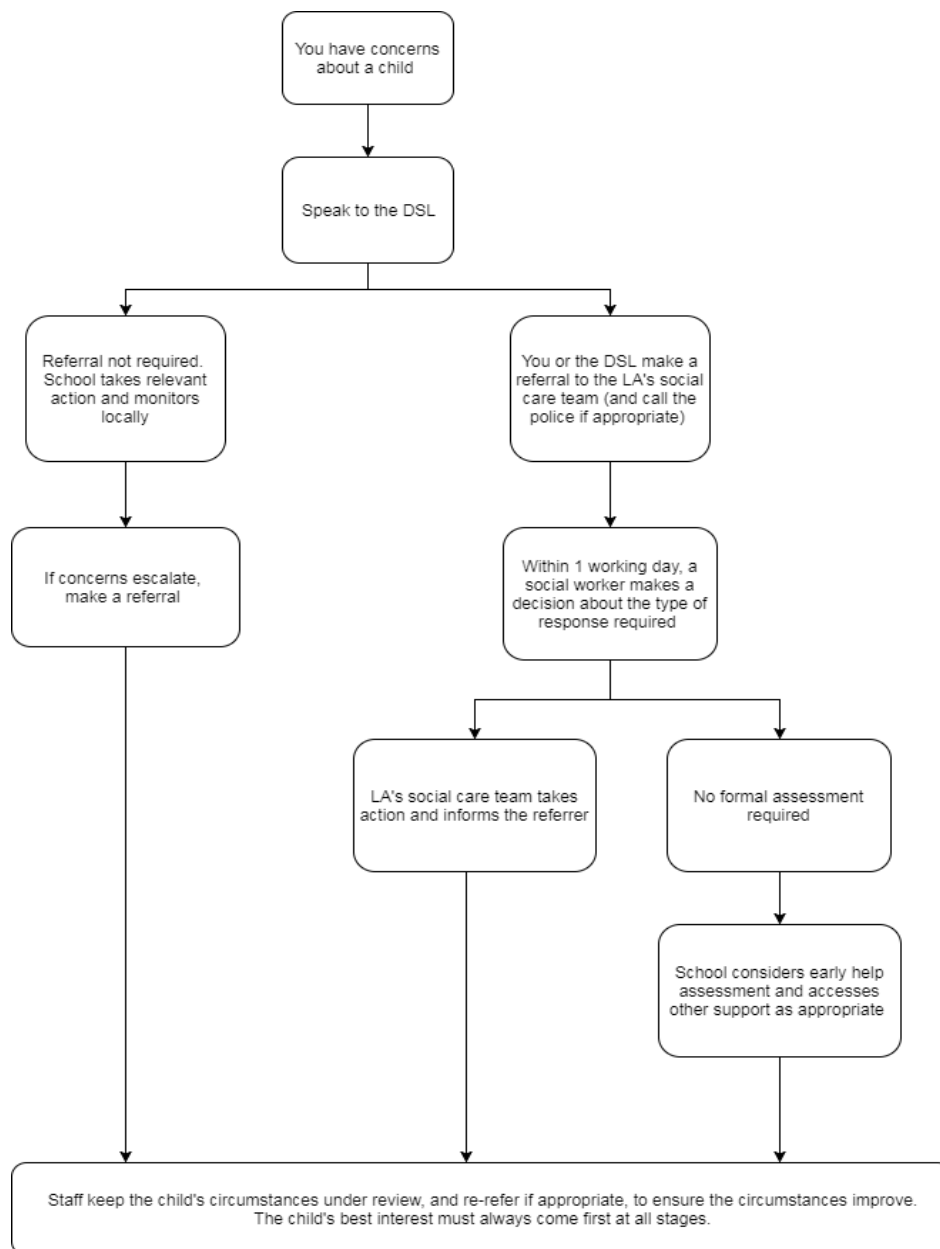 You have concerns
about a child
Speak to the DSL
Referral not required.
School takes relevant
action and monitors
locally
You or the DSL make a
referral to the LA's social
care team (and call the
police if appropriate)
If concerns escalate,
make a referral
Within 1 working day, a
social worker makes a
decision about the type of
response required
LA's social care team takes
action and informs the referrer
No formal assessment
required
School considers early help
assessment and accesses
other support as appropriate
Staff keep the child's circumstances under review, and re-refer if appropriate, to ensure the circumstances improve.
The child's best interest must always come first at all stages.